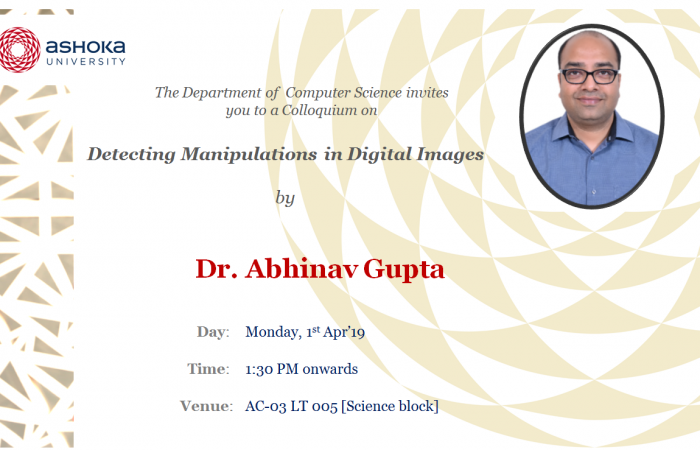 ASHOKA
UNIVERSITY
The Department of Computer Science invites
you to a Colloquium on
Detecting Manipulations in Digital Images
by
Dr. Abhinav Gupta
Day: Monday, 1st Apr'19
Time: 1:30 PM onwards
Venue: AC-03 LT 005 [Science block]